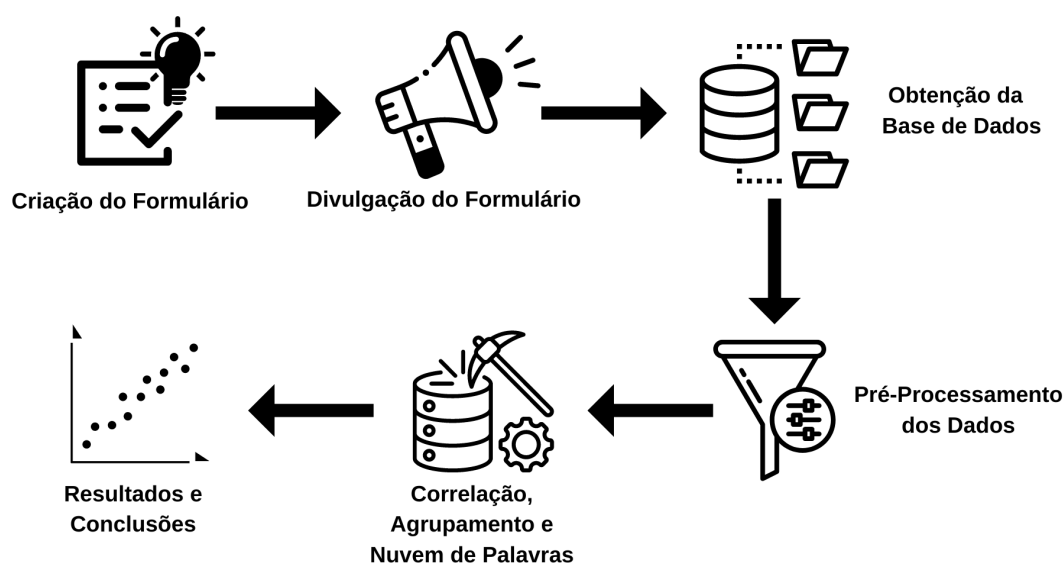 Criação do Formulário
Divulgação do Formulário
Obtenção da
Base de Dados
Pré-Processamento
dos Dados
Correlação,
Agrupamento e
Nuvem de Palavras
Resultados e
Conclusões